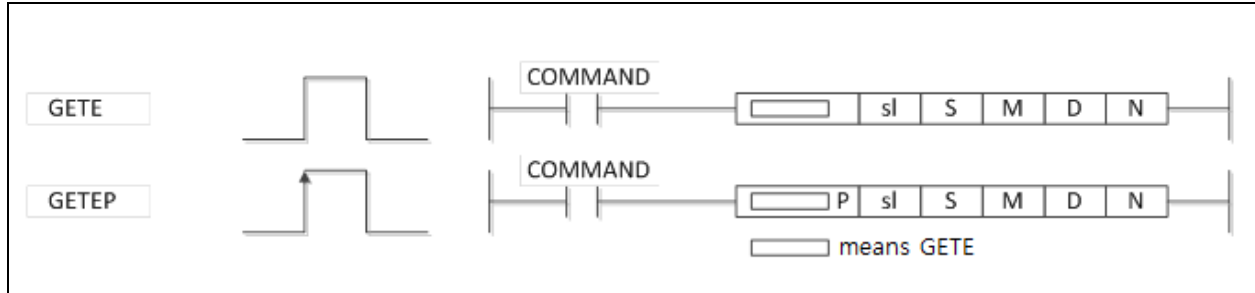 COMMAND
GETE sl S M D N
COMMAND
GETEP P sl S M D N
means GETE